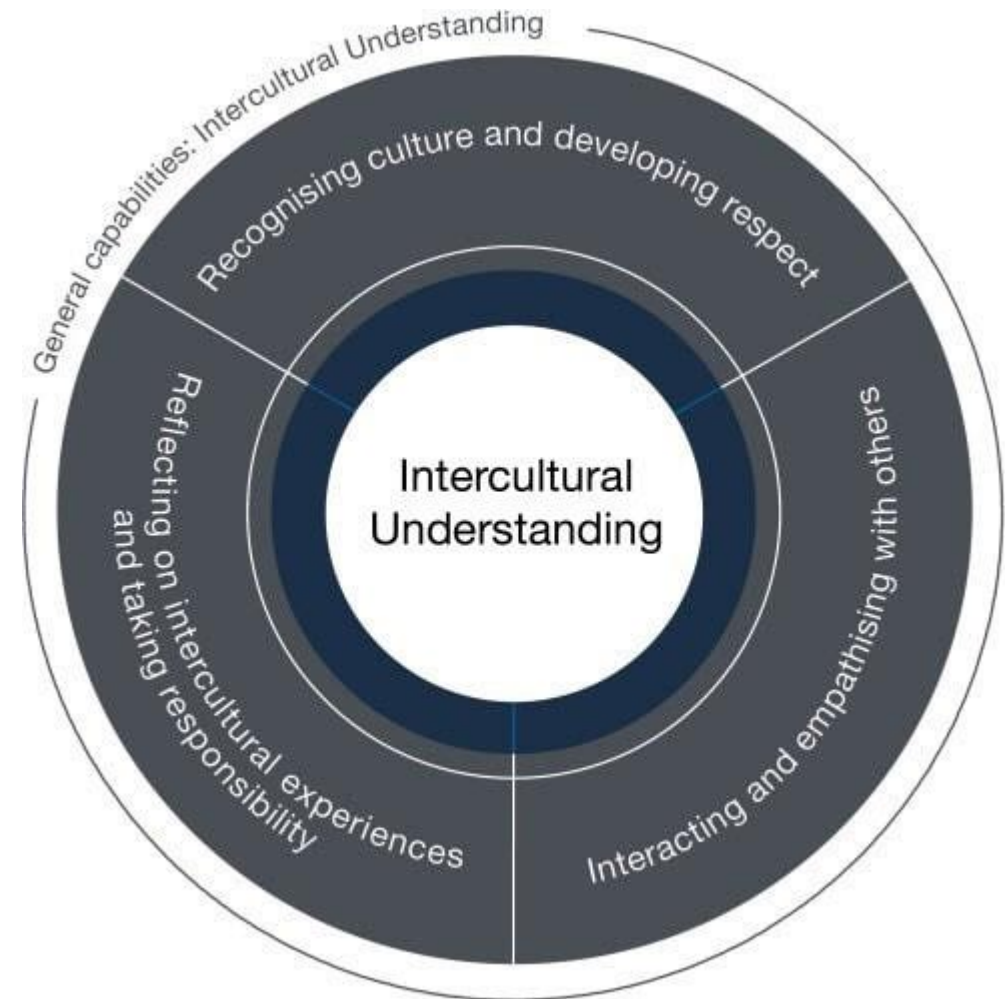 General capabilities: Intercultural Understanding
Recognising culture and developing respect
Interacting and empathising with others
Reflecting on intercultural experiences
and taking responsibility
Intercultural
Understanding